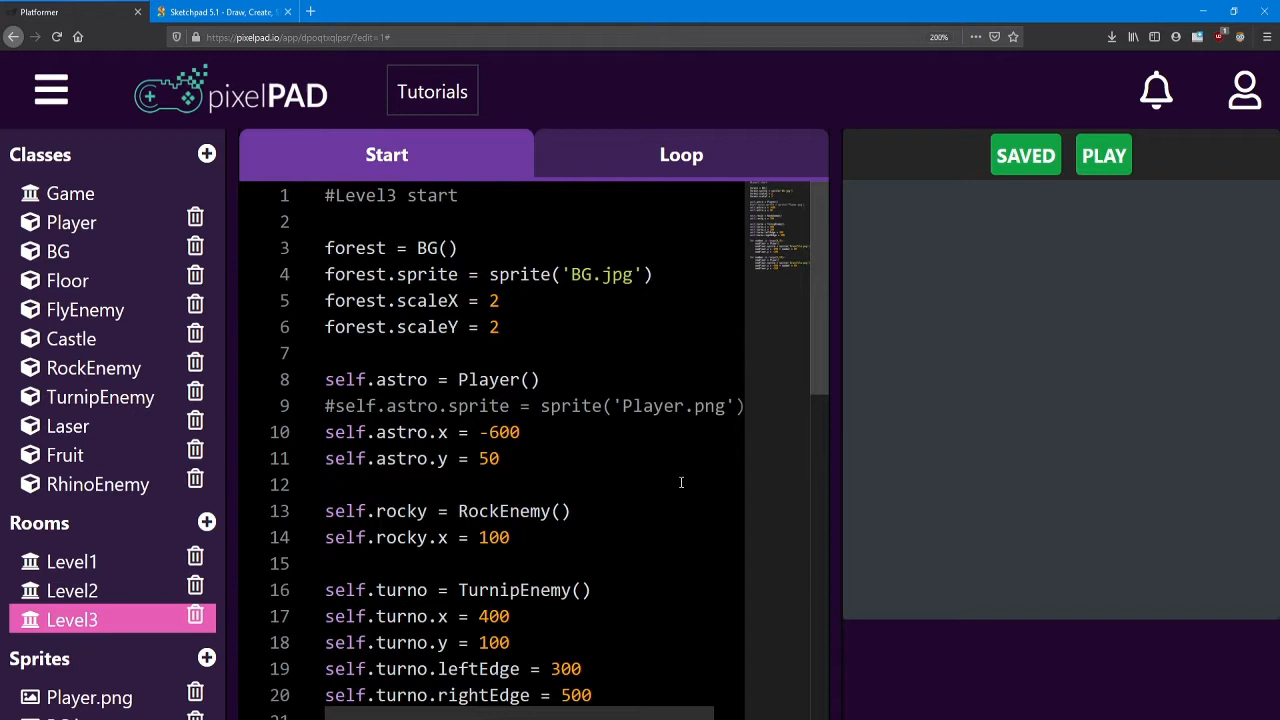 Platformer
Sketchpad 5.1 - Draw, Create,
https://pixelpad.io/app/dpoqtxqlpsr/?edit=1#
200%
pixelPAD
Tutorials
Classes
Game
Player
BG
Floor
FlyEnemy
Castle
RockEnemy
TurnipEnemy
Laser
Fruit
RhinoEnemy
Rooms
Level1
Level2
Level3
Sprites
Player.png
Start
Loop
1 #Level3 start
2
3 forest = BG()
4 forest.sprite = sprite('BG.jpg')
5 forest.scaleX = 2
6 forest.scaleY = 2
7
8 self.astro = Player()
9 #self.astro.sprite = sprite('Player.png')
10 self.astro.x = -600
11 self.astro.y = 50
12
13 self.rocky = RockEnemy()
14 self.rocky.x = 100
15
16 self.turno = TurnipEnemy()
17 self.turno.x = 400
18 self.turno.y = 100
19 self.turno.leftEdge = 300
20 self.turno.rightEdge = 500
SAVED
PLAY